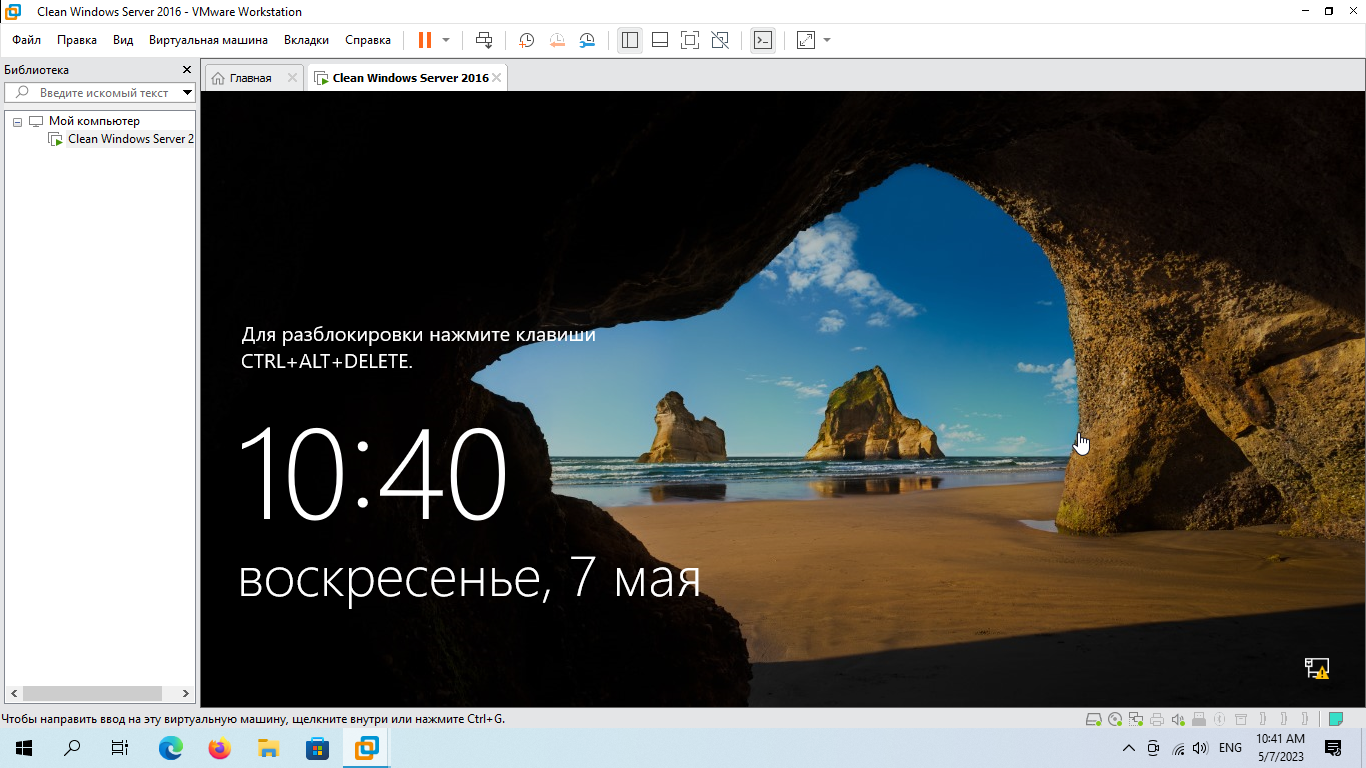 Clean Windows Server 2016 - VMware Workstation
Файл Правка Вид Виртуальная машина Вкладки Справка
Библиотека
Главная
Clean Windows Server 2016
Введите искомый текст
Мой компьютер
Clean Windows Server 2
Для разблокировки нажмите клавиши
CTRL+ALT+DELETE.
10:40
воскресенье, 7 мая
Чтобы направить ввод на эту виртуальную машину, щелкните внутри или нажмите Ctrl+G.
ENG
10:41 AM
5/7/2023